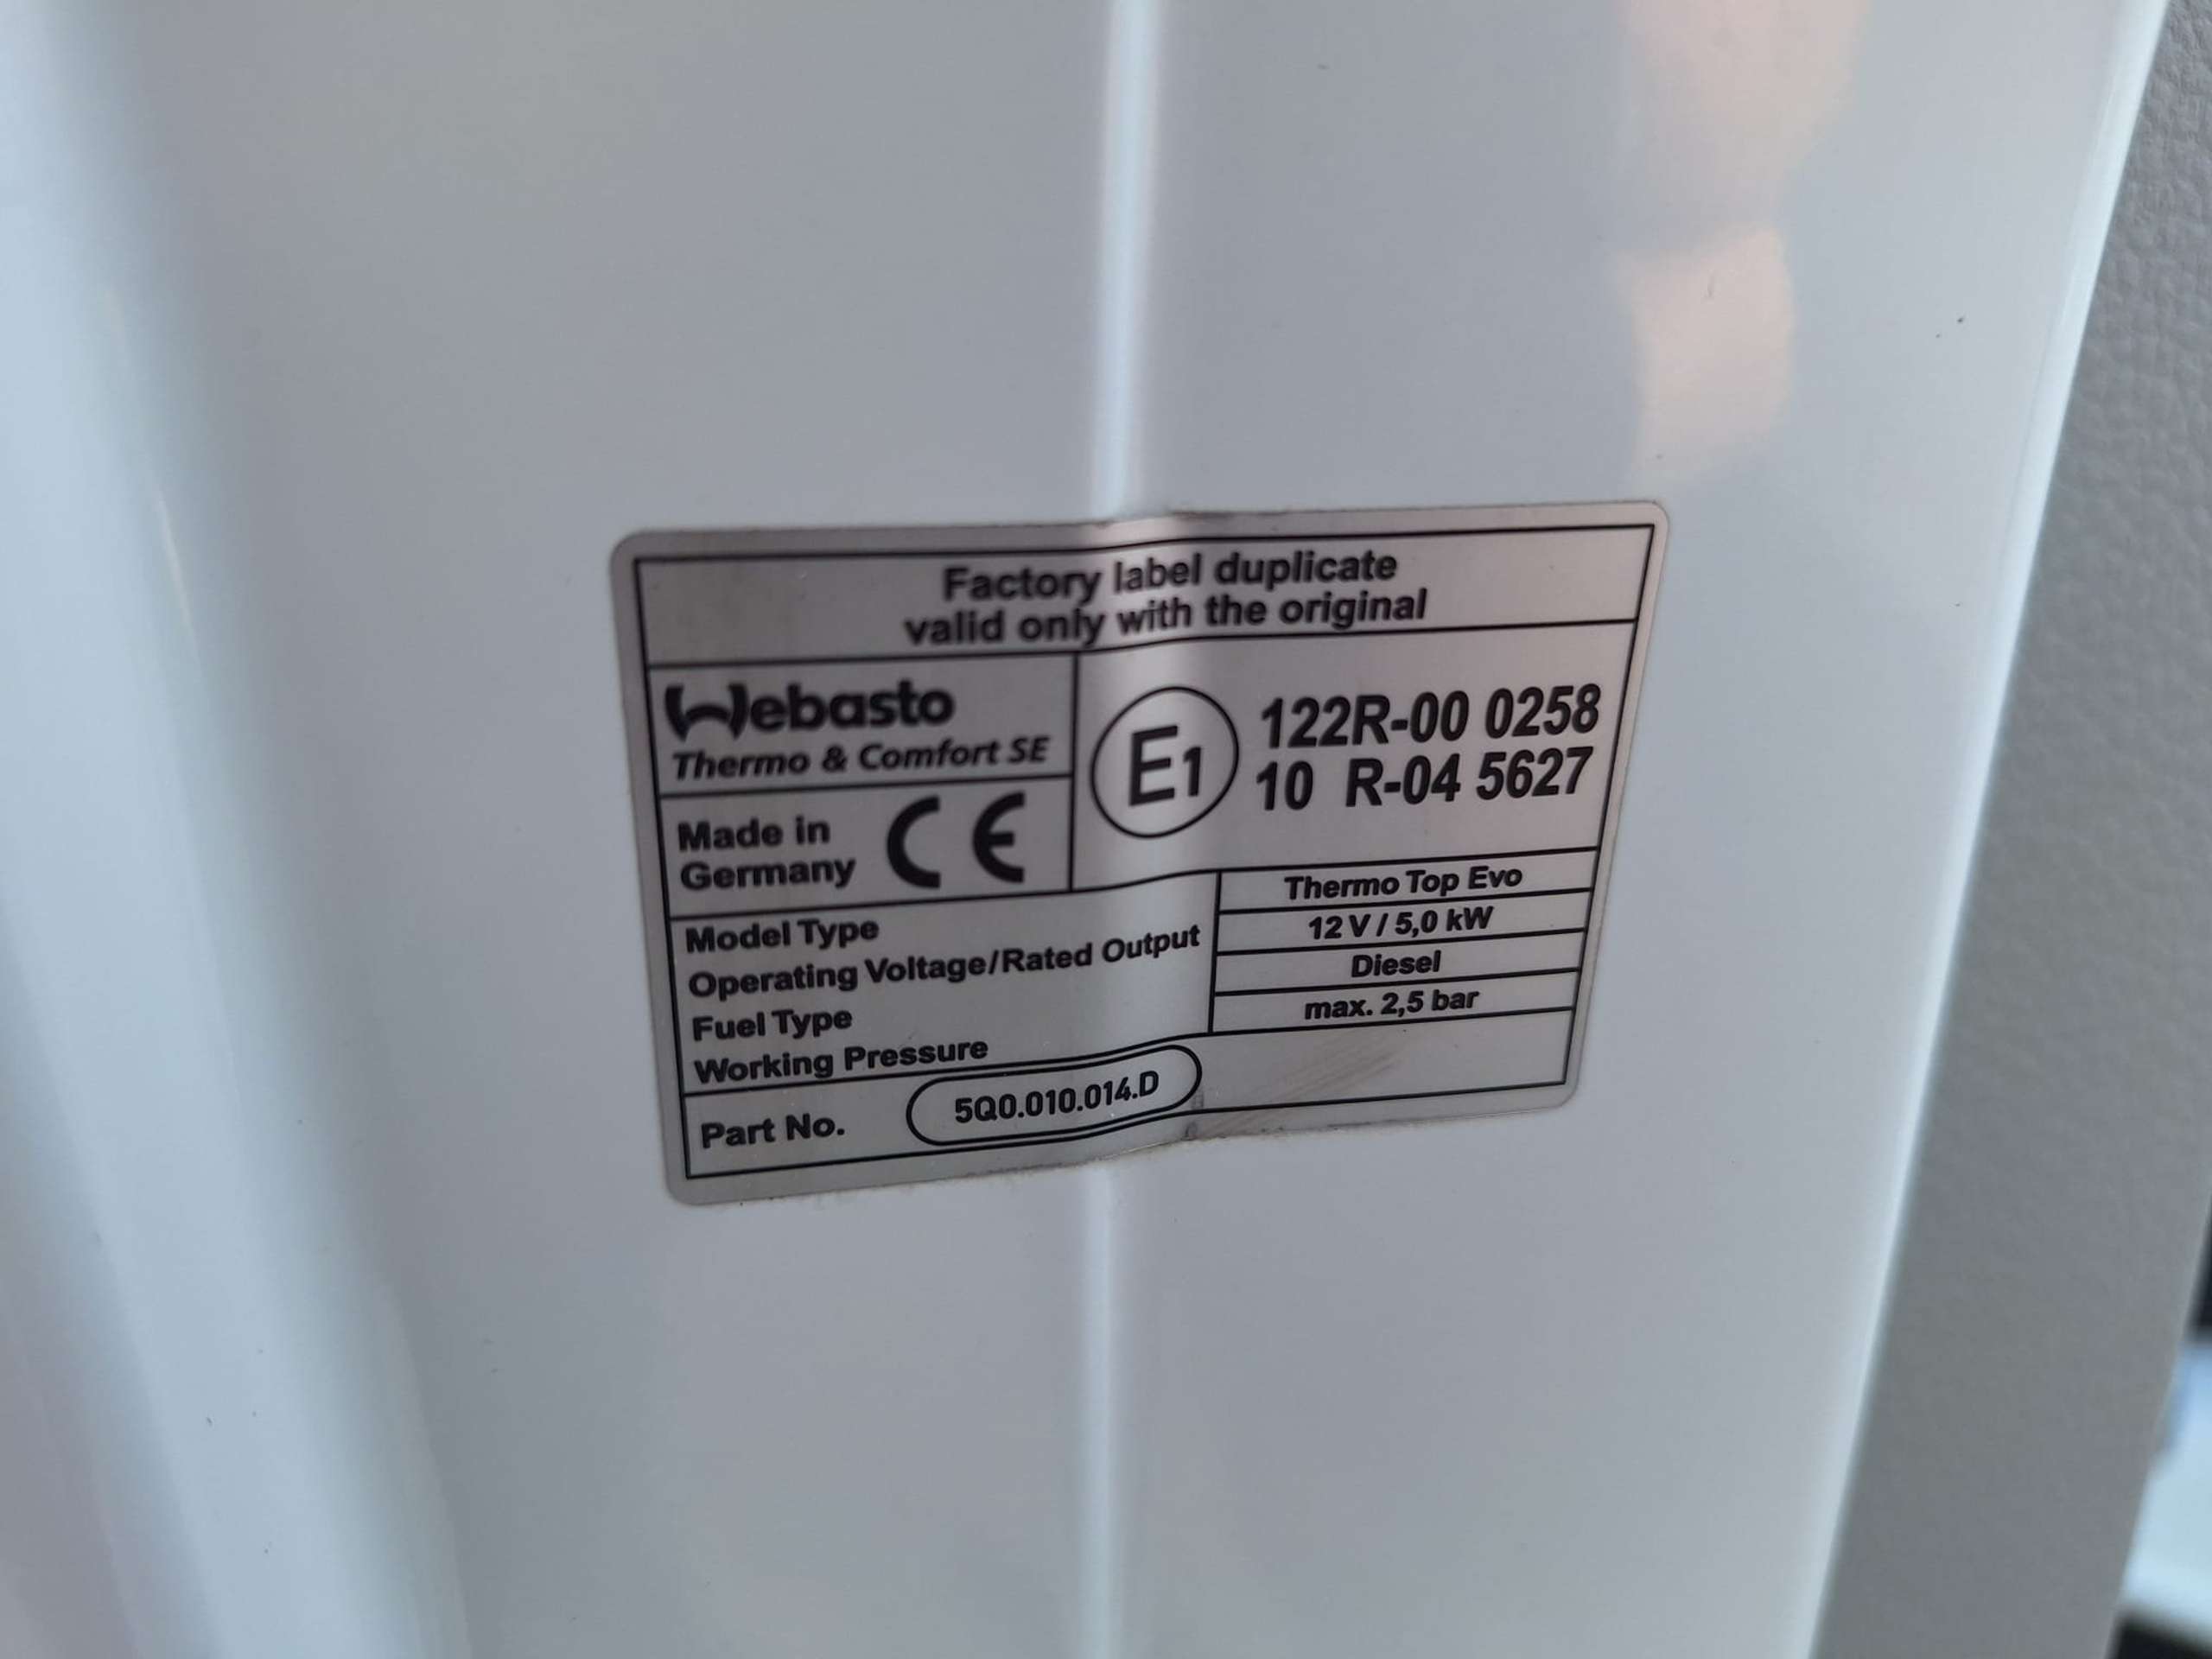 Factory label duplicate
valid only with the original
Webasto
Thermo & Comfort SE
Made in
Germany
CE
E1
122R-00 0258
10 R-04 5627
Model Type
Thermo Top Evo
Operating Voltage/Rated Output
12 V / 5,0 kW
Fuel Type
Diesel
Working Pressure
max. 2,5 bar
Part No.
5Q0.010.014.D